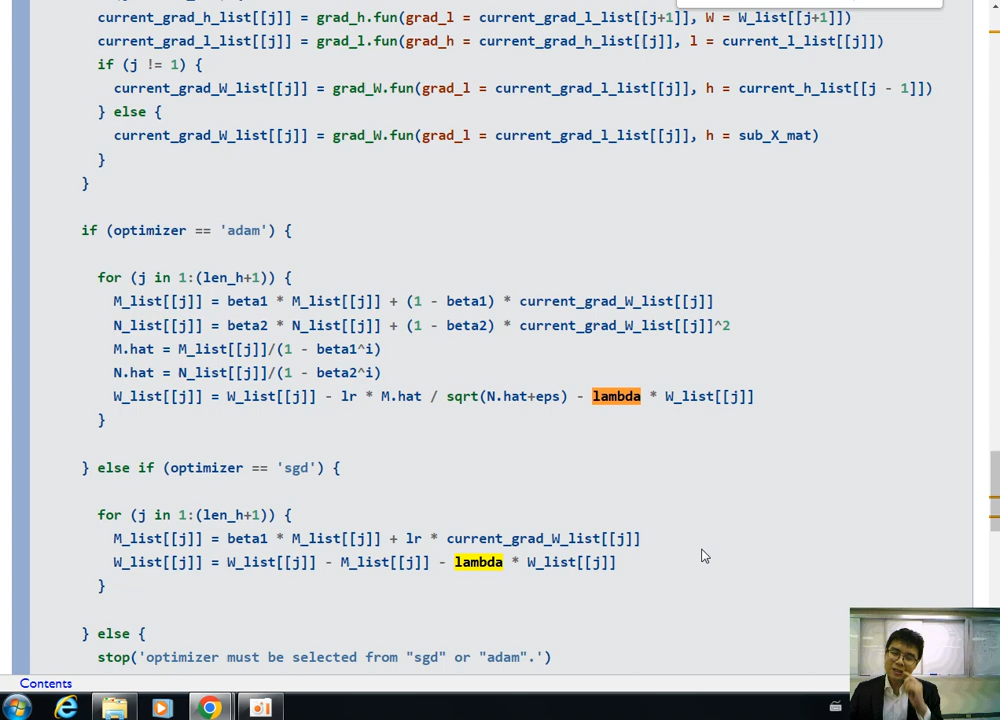 current_grad_h_list[[j]] = grad_h.fun(grad_l = current_grad_l_list[[j+1]], W = W_list[[j+1]])
current_grad_l_list[[j]] = grad_l.fun(grad_h = current_grad_h_list[[j]], l = current_l_list[[j]])
if (j != 1) {
current_grad_W_list[[j]] = grad_W.fun(grad_l = current_grad_l_list[[j]], h = current_h_list[[j - 1]])
} else {
current_grad_W_list[[j]] = grad_W.fun(grad_l = current_grad_l_list[[j]], h = sub_X_mat)
}
}
if (optimizer == 'adam') {
for (j in 1:(len_h+1)) {
M_list[[j]] = beta1 * M_list[[j]] + (1 - beta1) * current_grad_W_list[[j]]
N_list[[j]] = beta2 * N_list[[j]] + (1 - beta2) * current_grad_W_list[[j]]^2
M.hat = M_list[[j]]/(1 - beta1^i)
N.hat = N_list[[j]]/(1 - beta2^i)
W_list[[j]] = W_list[[j]] - lr * M.hat / sqrt(N.hat+eps) - lambda * W_list[[j]]
}
} else if (optimizer == 'sgd') {
for (j in 1:(len_h+1)) {
M_list[[j]] = beta1 * M_list[[j]] + lr * current_grad_W_list[[j]]
W_list[[j]] = W_list[[j]] - M_list[[j]] - lambda * W_list[[j]]
}
} else {
stop('optimizer must be selected from "sgd" or "adam".')
Contents